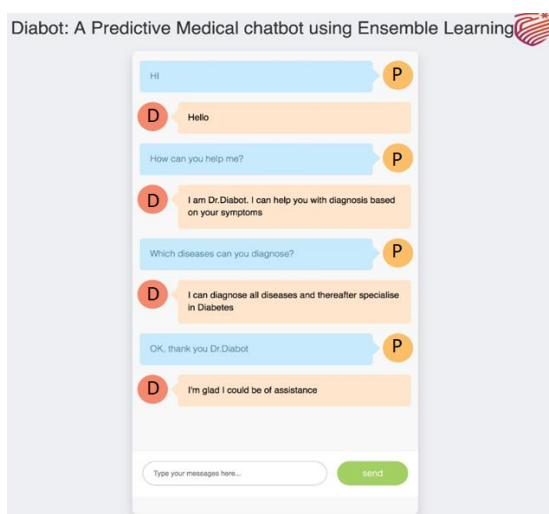 Diabot: A Predictive Medical chatbot using Ensemble Learning
HI
P
D
Hello
How can you help me?
P
D
I am Dr.Diabot. I can help you with diagnosis based
on your symptoms
Which diseases can you diagnose?
P
D
I can diagnose all diseases and thereafter specialise
in Diabetes
OK, thank you Dr.Diabot
P
D
I'm glad I could be of assistance
Type your messages here...
send